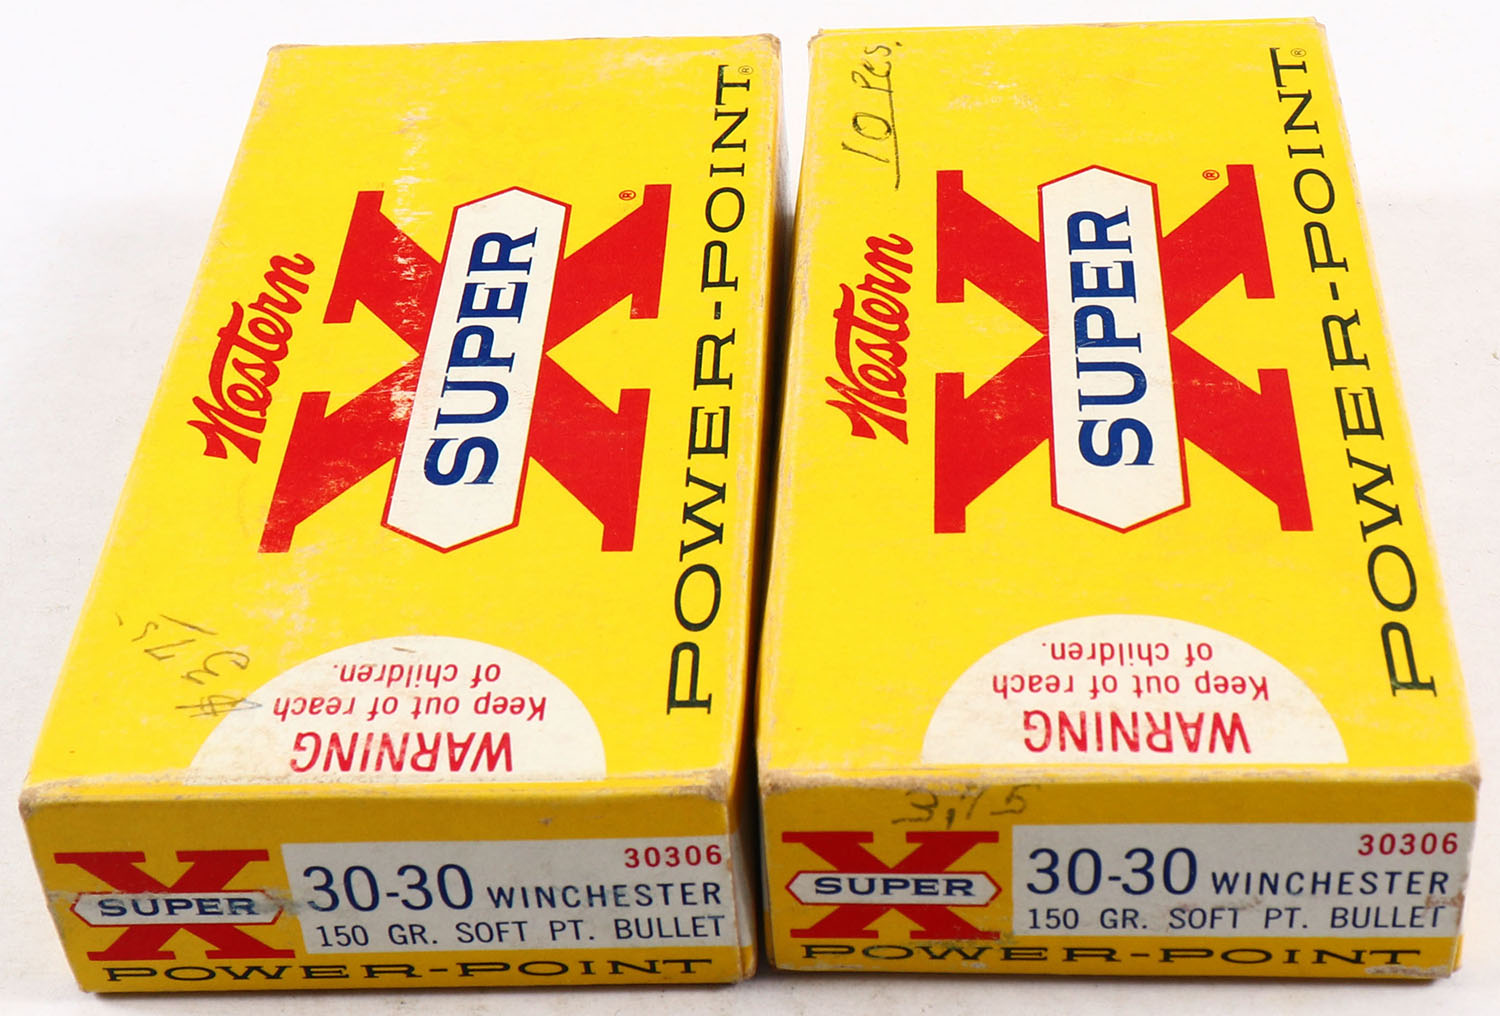 Western
SUPER
X®
POWER-POINT®
WARNING
Keep out of reach
of children.
X
SUPER
30306
30-30 WINCHESTER
150 GR. SOFT PT. BULLET
POWER-POINT
10 Pcs.
Western
SUPER
X®
POWER-POINT®
WARNING
Keep out of reach
of children.
3.75
X
SUPER
30306
30-30 WINCHESTER
150 GR. SOFT PT. BULLET
POWER-POINT